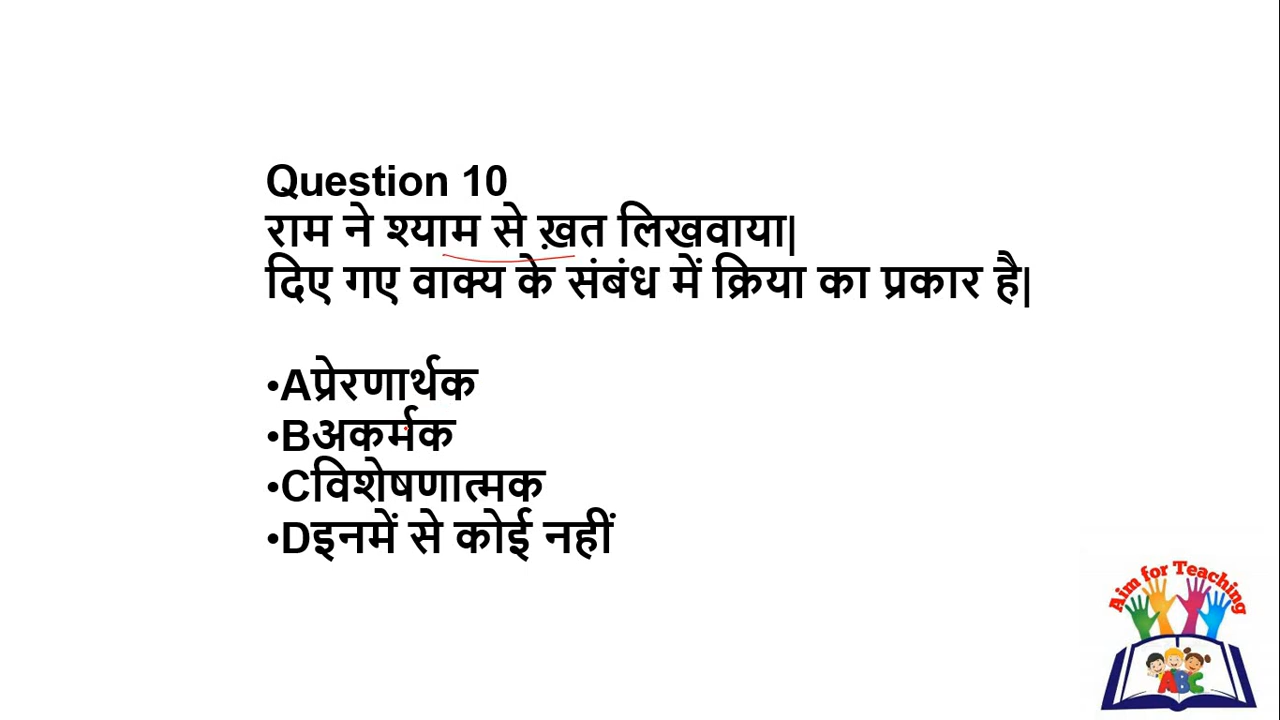 Question 10
राम ने श्याम से ख़त लिखवाया|
दिए गए वाक्य के संबंध में क्रिया का प्रकार है|
•Aप्रेरणार्थक
•Bअकर्मक
•Cविशेषणात्मक
•Dइनमें से कोई नहीं
Aim for Teaching
ABC